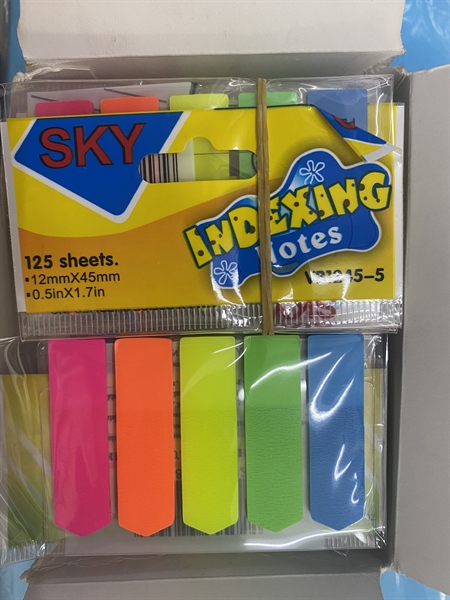 SKY
INDEXING
Notes
125 sheets.
•12mmX45mm
•0.5inX1.7in